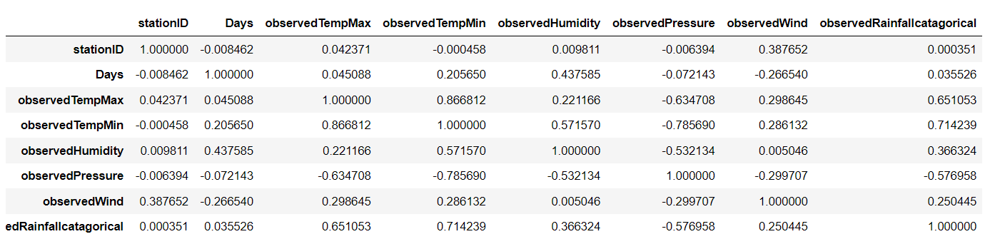 stationID Days observedTempMax observedTempMin observedHumidity observedPressure observedWind observedRainfallcatagorical
stationID 1.000000 -0.008462 0.042371 -0.000458 0.009811 -0.006394 0.387652 0.000351
Days -0.008462 1.000000 0.045088 0.205650 0.437585 -0.072143 -0.266540 0.035526
observedTempMax 0.042371 0.045088 1.000000 0.866812 0.221166 -0.634708 0.298645 0.651053
observedTempMin -0.000458 0.205650 0.866812 1.000000 0.571570 -0.785690 0.286132 0.714239
observedHumidity 0.009811 0.437585 0.221166 0.571570 1.000000 -0.532134 0.005046 0.366324
observedPressure -0.006394 -0.072143 -0.634708 -0.785690 -0.532134 1.000000 -0.299707 -0.576958
observedWind 0.387652 -0.266540 0.298645 0.286132 0.005046 -0.299707 1.000000 0.250445
edRainfallcatagorical 0.000351 0.035526 0.651053 0.714239 0.366324 -0.576958 0.250445 1.000000